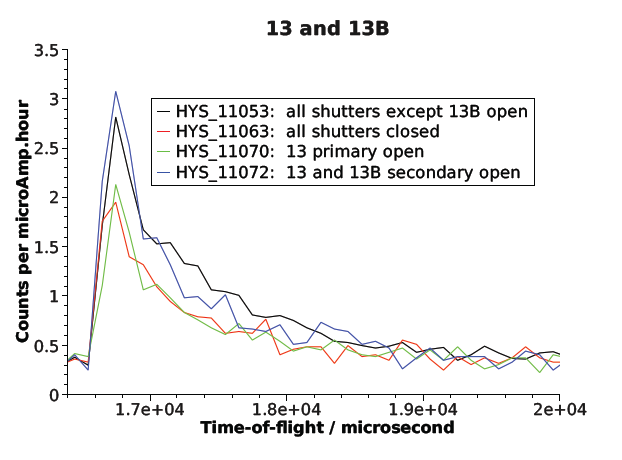 13 and 13B
3.5
3
2.5
2
1.5
1
0.5
0
Counts per microAmp.hour
HYS_11053: all shutters except 13B open
HYS_11063: all shutters closed
HYS_11070: 13 primary open
HYS_11072: 13 and 13B secondary open
1.7e+04 1.8e+04 1.9e+04 2e+04
Time-of-flight / microsecond